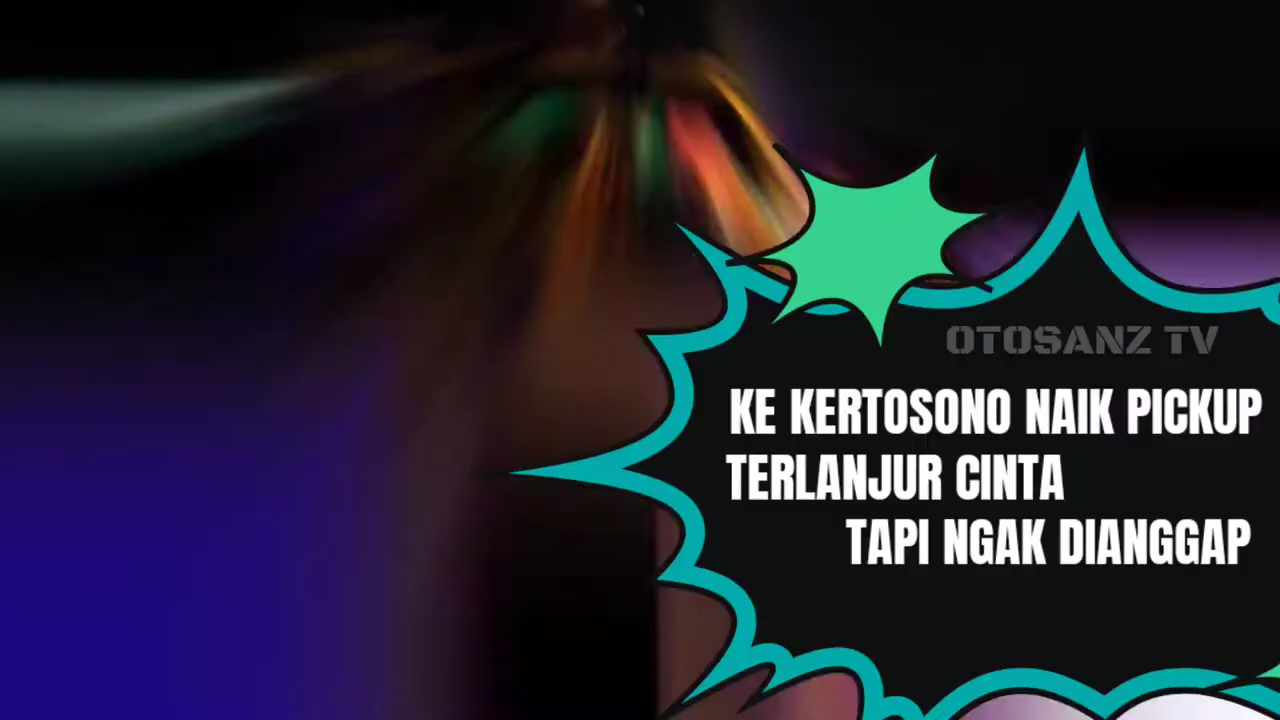 OTOSANZ TV
KE KERTOSONO NAIK PICKUP
TERLANJUR CINTA
TAPI NGAK DIANGGAP